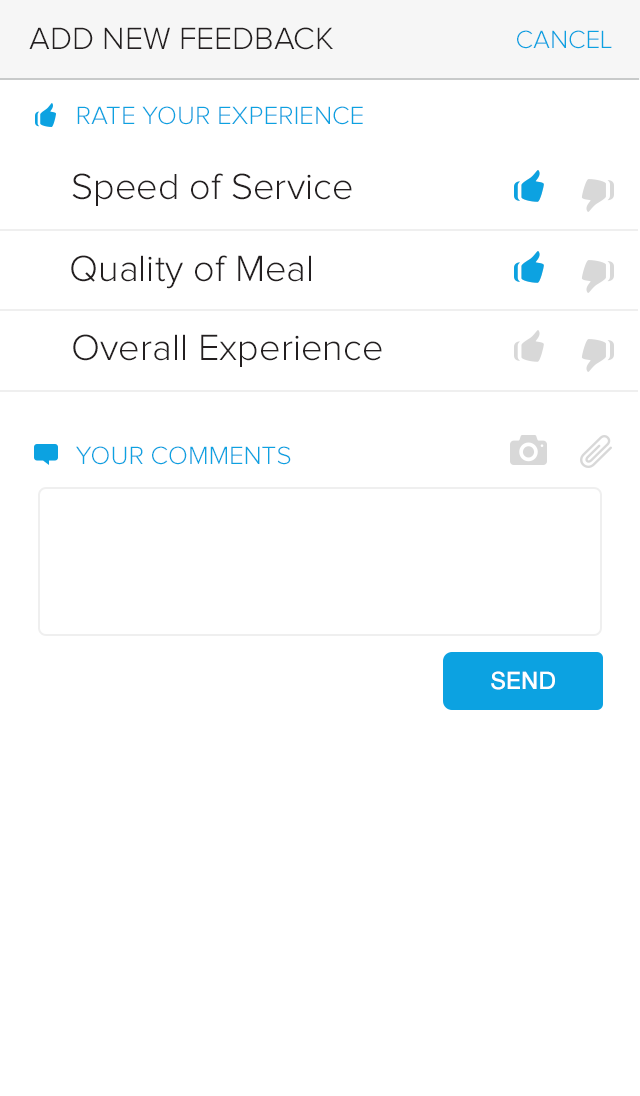 ADD NEW FEEDBACK CANCEL
RATE YOUR EXPERIENCE
Speed of Service
Quality of Meal
Overall Experience
YOUR COMMENTS
SEND